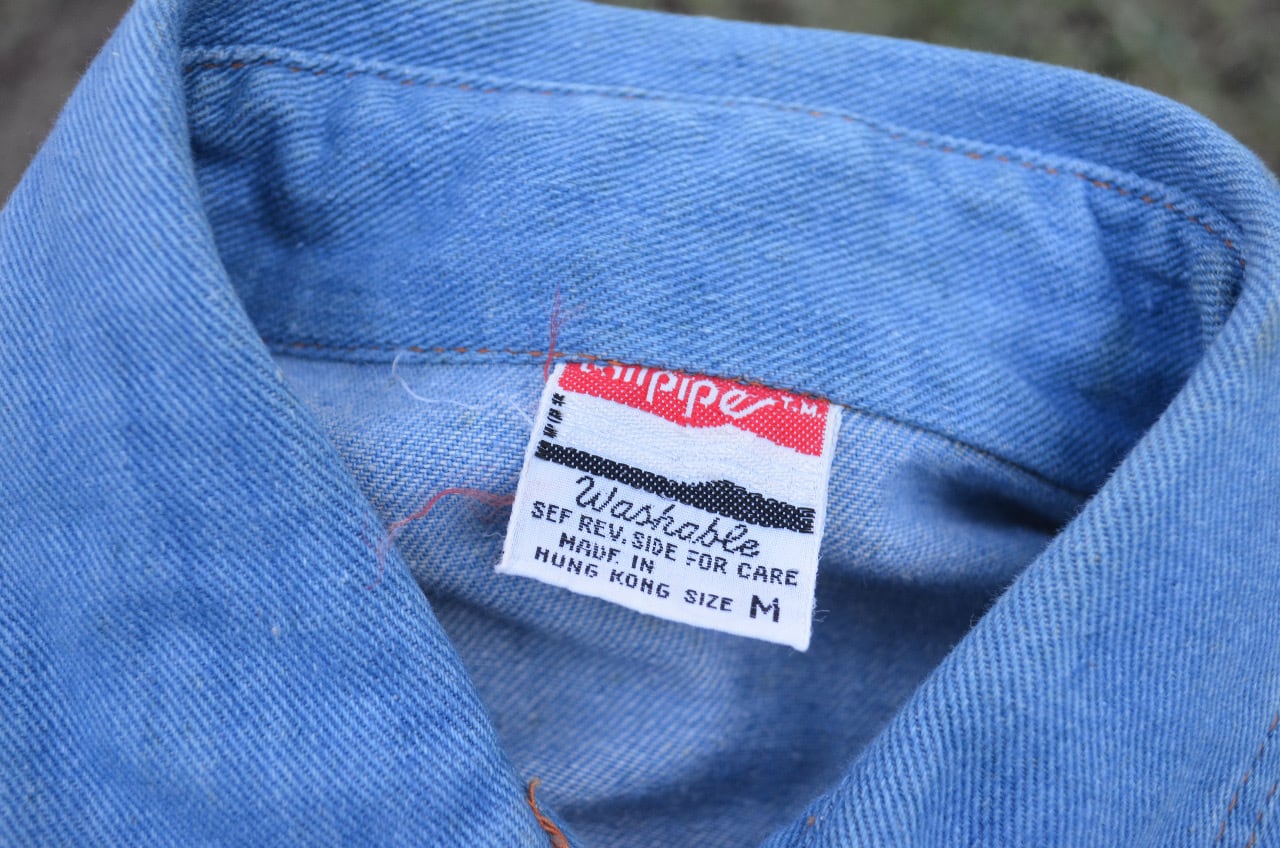 T.M
Washable
SEE REV. SIDE FOR CARE
MADE IN
HONG KONG SIZE M